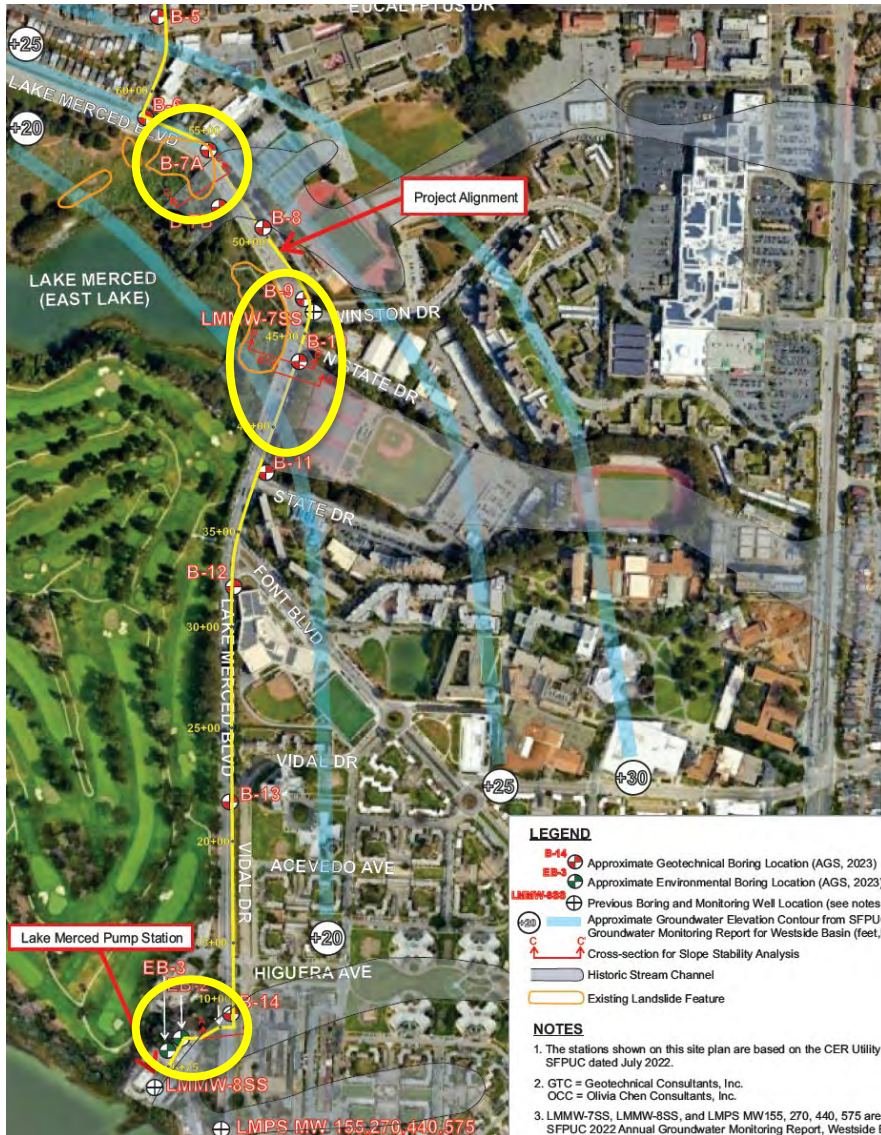 B-5
EUCALYPTUS DR
+25
60+00
LAKE MERCED BLVD
B-6
+20
55+00
B-7A
Project Alignment
B-8
50+00
LAKE MERCED
(EAST LAKE)
B-9
LMMW-7SS
WINSTON DR
45+00
B-1
N STATE DR
B-11
STATE DR
35+00
B-12
FONT BLVD
LAKE MERCED BLVD
30+00
25+00
VIDAL DR
+25
+30
B-13
20+00
ACEVEDO AVE
VIDAL DR
+20
Lake Merced Pump Station
HIGUERA AVE
EB-3
EB-2
10+00
B-14
LMMW-8SS
LMPS MW 155,270,440,575
LEGEND
B-14
Approximate Geotechnical Boring Location (AGS, 2023)
EB-3
Approximate Environmental Boring Location (AGS, 2023)
LMMW-8SS
Previous Boring and Monitoring Well Location (see notes
+20
Approximate Groundwater Elevation Contour from SFPUC
Groundwater Monitoring Report for Westside Basin (feet,
C C'
Cross-section for Slope Stability Analysis
Historic Stream Channel
Existing Landslide Feature
NOTES
1. The stations shown on this site plan are based on the CER Utility
SFPUC dated July 2022.
2. GTC = Geotechnical Consultants, Inc.
OCC = Olivia Chen Consultants, Inc.
3. LMMW-7SS, LMMW-8SS, and LMPS MW155, 270, 440, 575 are
SFPUC 2022 Annual Groundwater Monitoring Report, Westside B